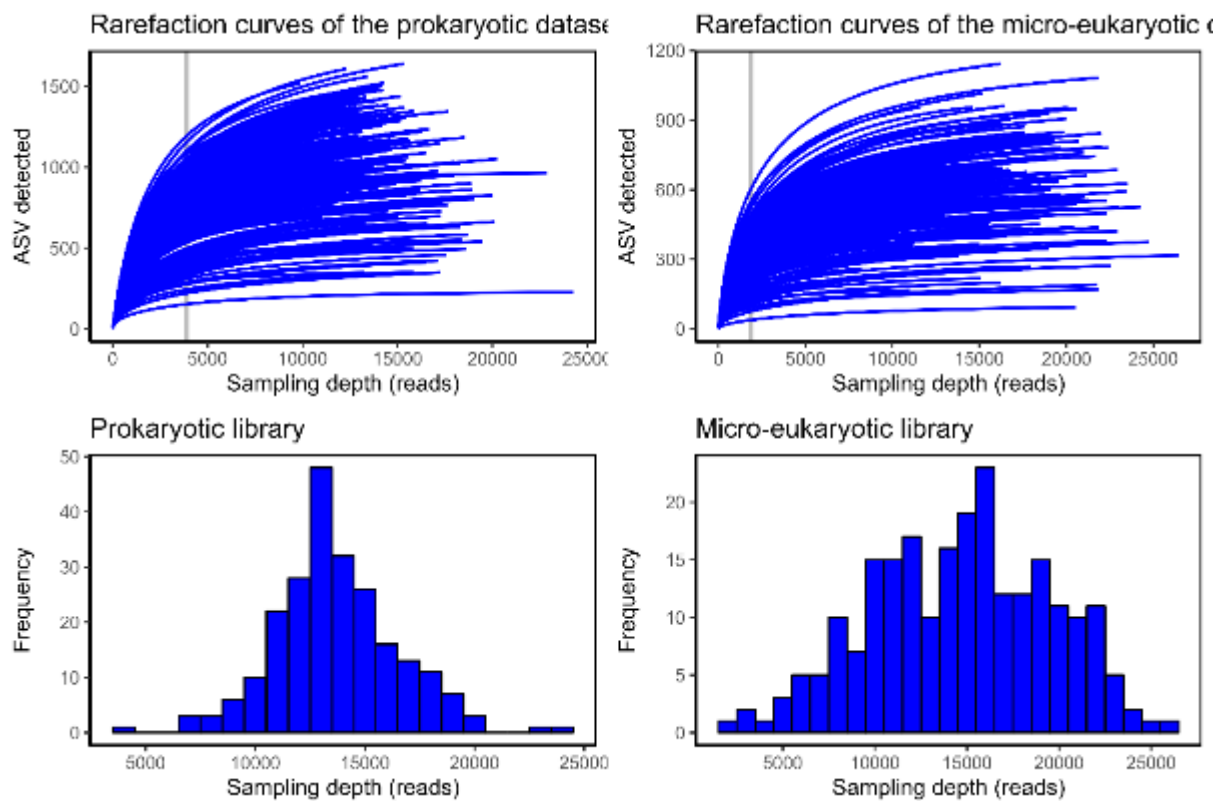 Rarefaction curves of the prokaryotic datase
1500
1000
500
0
ASV detected
0 5000 10000 15000 20000 2500
Sampling depth (reads)
Rarefaction curves of the micro-eukaryotic
1200
900
600
300
0
ASV detected
0 5000 10000 15000 20000 25000
Sampling depth (reads)
Prokaryotic library
50
40
30
20
10
0
Frequency
5000 10000 15000 20000 25000
Sampling depth (reads)
Micro-eukaryotic library
20
15
10
5
0
Frequency
5000 10000 15000 20000 25000
Sampling depth (reads)